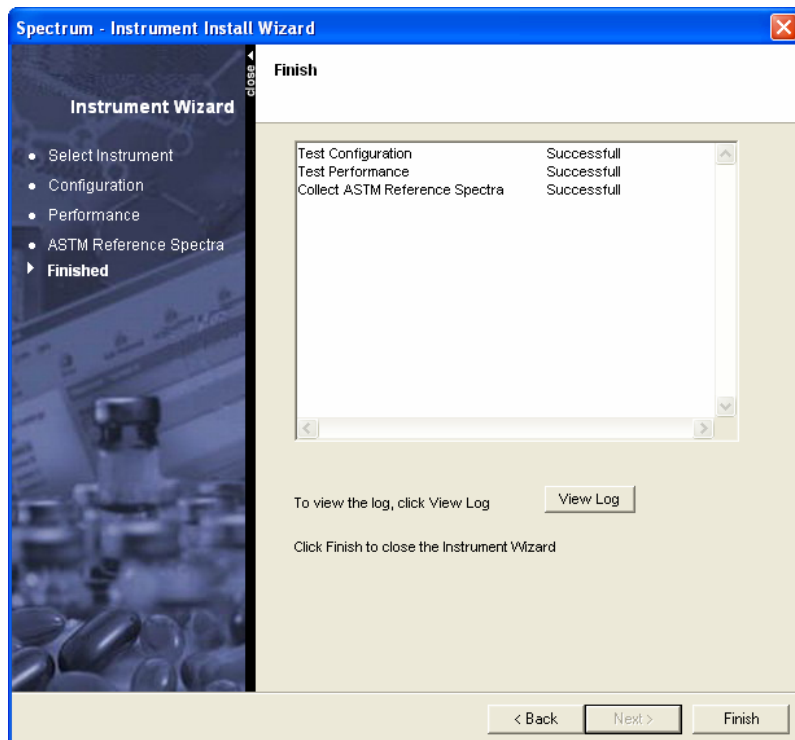 Spectrum - Instrument Install Wizard
close
Instrument Wizard
Select Instrument
Configuration
Performance
ASTM Reference Spectra
Finished
Finish
Test Configuration Successfull
Test Performance Successfull
Collect ASTM Reference Spectra Successfull
To view the log, click View Log
View Log
Click Finish to close the Instrument Wizard
< Back
Next >
Finish